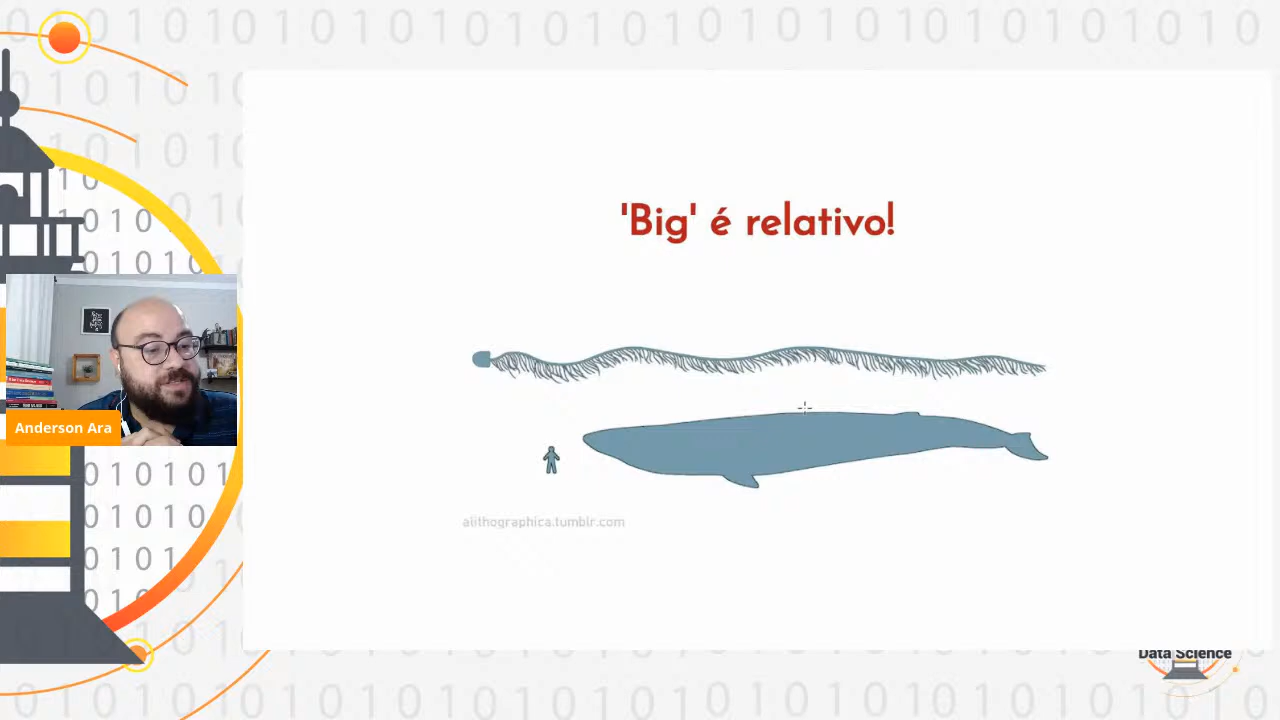 'Big' é relativo!
Anderson Ara
alithographica.tumblr.com
Data Science